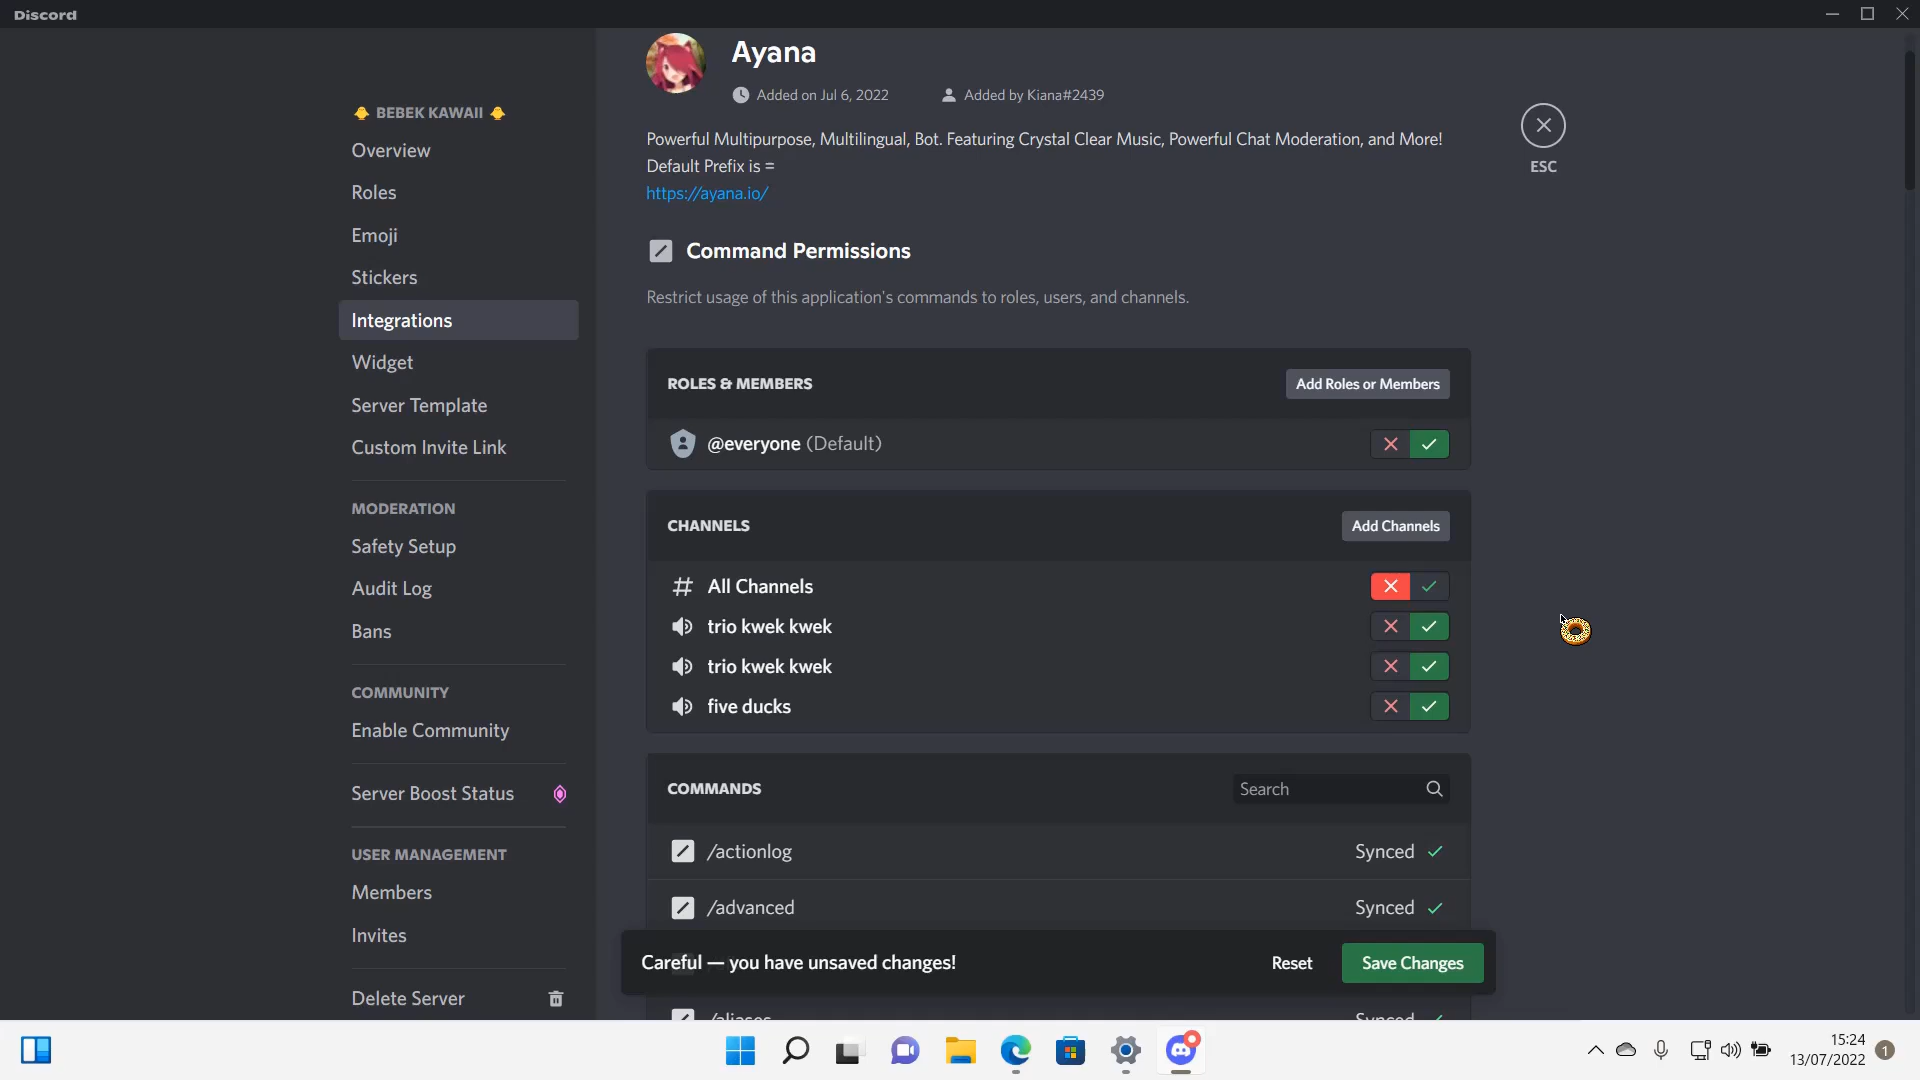 Discord
BEBEK KAWAII
Overview
Roles
Emoji
Stickers
Integrations
Widget
Server Template
Custom Invite Link
MODERATION
Safety Setup
Audit Log
Bans
COMMUNITY
Enable Community
Server Boost Status
USER MANAGEMENT
Members
Invites
Delete Server
Ayana
Added on Jul 6, 2022 Added by Kiana#2439
Powerful Multipurpose, Multilingual, Bot. Featuring Crystal Clear Music, Powerful Chat Moderation, and More!
Default Prefix is =
https://ayana.io/
ESC
Command Permissions
Restrict usage of this application's commands to roles, users, and channels.
ROLES & MEMBERS Add Roles or Members
@everyone (Default)
CHANNELS Add Channels
All Channels
trio kwek kwek
trio kwek kwek
five ducks
COMMANDS Search
/actionlog Synced
/advanced Synced
Careful — you have unsaved changes! Reset Save Changes
/aliases Synced
15:24
13/07/2022 1